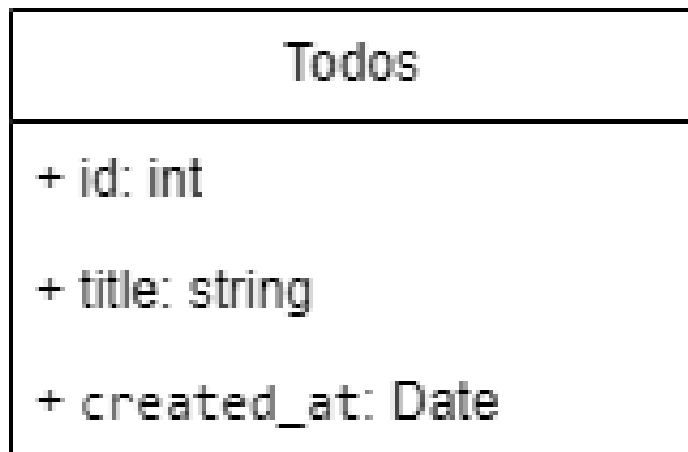 Todos
+ id: int
+ title: string
+ created_at: Date